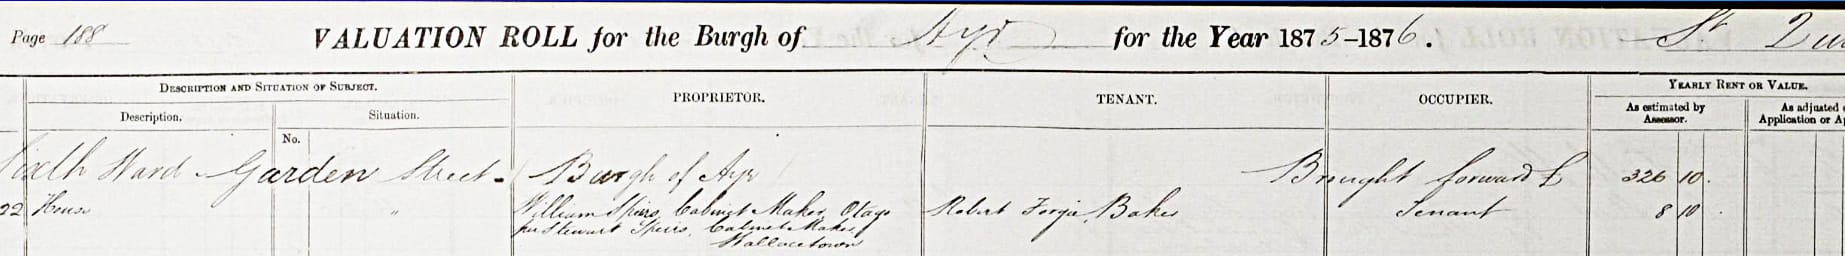 Page 188 VALUATION ROLL for the Burgh of Ayr for the Year 1875-1876. St
DESCRIPTION AND SITUATION OF SUBJECT. PROPRIETOR. TENANT. OCCUPIER. YEARLY RENT OR VALUE.
Description. Situation. As estimated by Assessor. As adjusted
Application or
No.
Sixth Ward - Garden Street - Burgh of Ayr Brought forward £ 326 10 .
22 House " William Spiers, Cabinet Maker, Otago Robert Forgie, Baker Tenant 8 10 .
per Stewart Speirs, Cabinet Maker,
Wallacetown